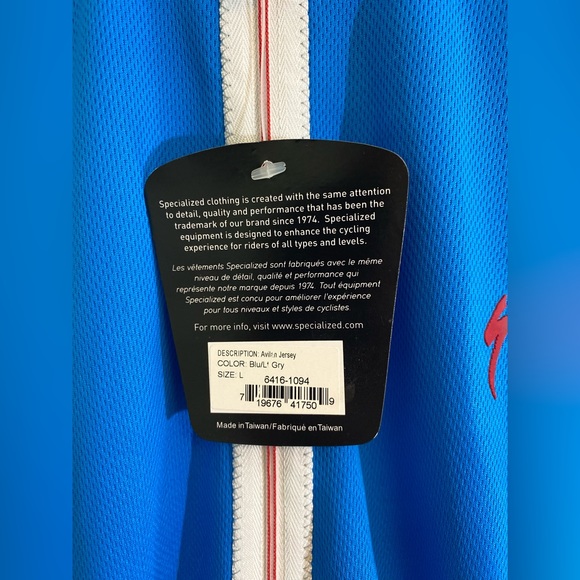 Specialized clothing is created with the same attention
to detail, quality and performance that has been the
trademark of our brand since 1974. Specialized
equipment is designed to enhance the cycling
experience for riders of all types and levels.
Les vêtements Specialized sont fabriqués avec le même
niveau de détail, qualité et performance qui
représente notre marque depuis 1974. Tout équipment
Specialized est conçu pour améliorer l'expérience
pour tous niveaux et styles de cyclistes.
For more info, visit www.specialized.com
DESCRIPTION: Jersey
COLOR: Blu/Lt Gry
SIZE: L
6416-1094
7 19676 41750 9
Made in Taiwan/Fabriqué en Taiwan